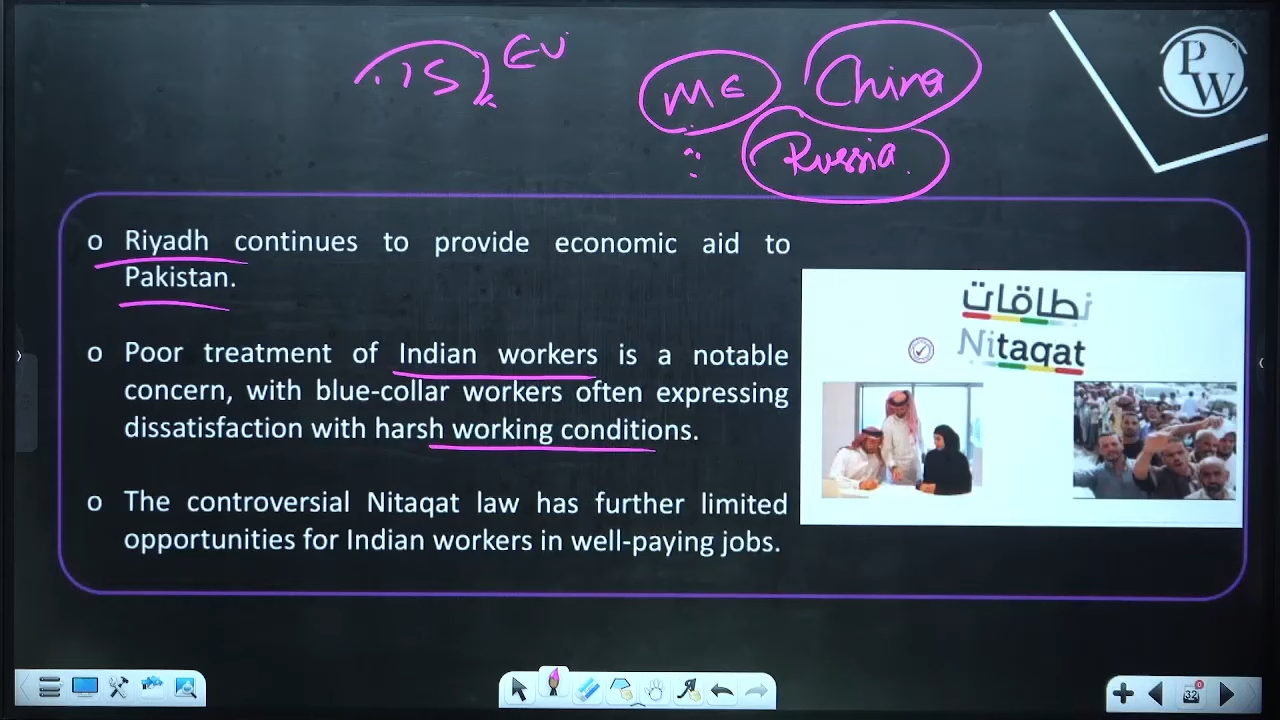 EU
ME
China
Russia
P
W
o Riyadh continues to provide economic aid to
Pakistan.
o Poor treatment of Indian workers is a notable
concern, with blue-collar workers often expressing
dissatisfaction with harsh working conditions.
o The controversial Nitaqat law has further limited
opportunities for Indian workers in well-paying jobs.
نطاقات
Nitaqat
32